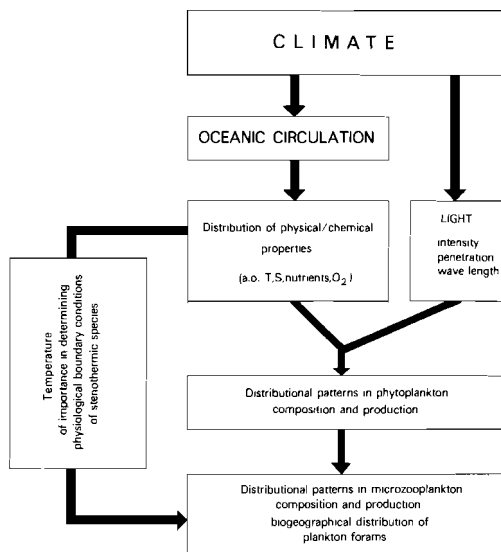 CLIMATE
OCEANIC CIRCULATION
Distribution of physical/chemical
properties
(a.o. T,S,nutrients,O₂)
LIGHT
intensity
penetration
wave length
Temperature
of importance in determining
physiological boundary conditions
of stenothermic species
Distributional patterns in phytoplankton
composition and production
Distributional patterns in microzooplankton
composition and production
biogeographical distribution of
plankton forams